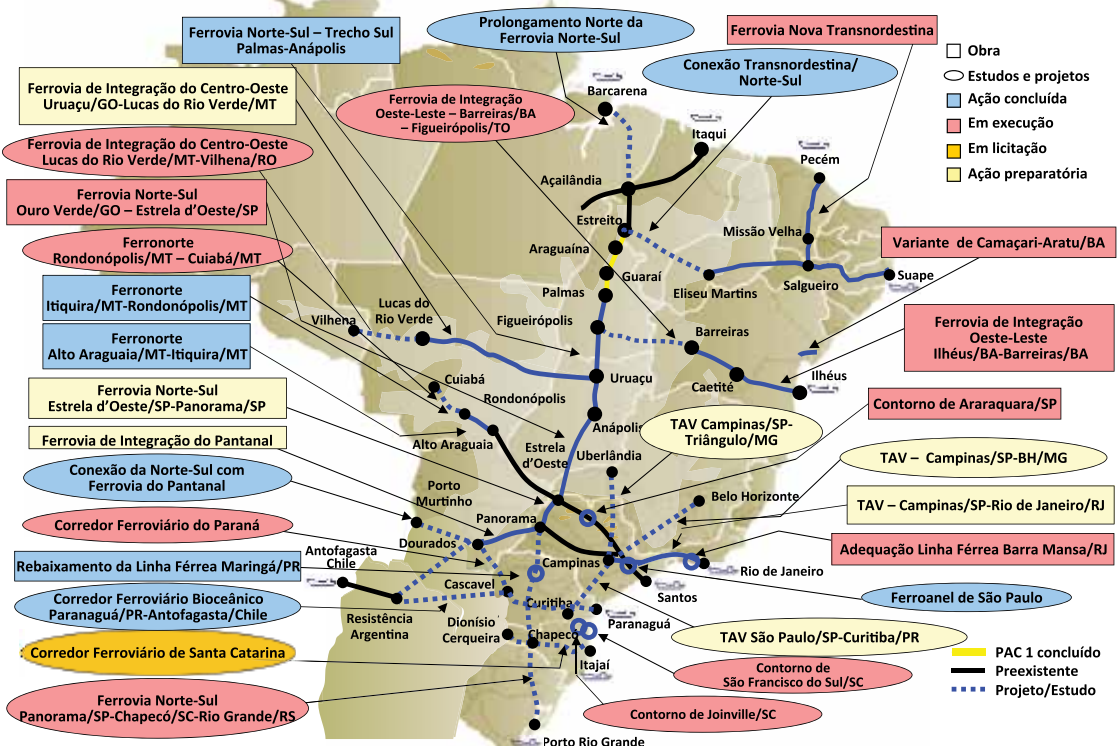 Ferrovia Norte-Sul – Trecho Sul
Palmas-Anápolis
Prolongamento Norte da
Ferrovia Norte-Sul
Ferrovia Nova Transnordestina
Conexão Transnordestina/
Norte-Sul
Ferrovia de Integração do Centro-Oeste
Uruaçu/GO-Lucas do Rio Verde/MT
Ferrovia de Integração
Oeste-Leste – Barreiras/BA
– Figueirópolis/TO
Ferrovia de Integração do Centro-Oeste
Lucas do Rio Verde/MT-Vilhena/RO
Ferrovia Norte-Sul
Ouro Verde/GO – Estrela d'Oeste/SP
Ferronorte
Rondonópolis/MT – Cuiabá/MT
Ferronorte
Itiquira/MT-Rondonópolis/MT
Ferronorte
Alto Araguaia/MT-Itiquira/MT
Ferrovia Norte-Sul
Estrela d'Oeste/SP-Panorama/SP
Ferrovia de Integração do Pantanal
Conexão da Norte-Sul com
Ferrovia do Pantanal
Corredor Ferroviário do Paraná
Rebaixamento da Linha Férrea Maringá/PR
Corredor Ferroviário Bioceânico
Paranaguá/PR-Antofagasta/Chile
Corredor Ferroviário de Santa Catarina
Ferrovia Norte-Sul
Panorama/SP-Chapecó/SC-Rio Grande/RS
Obra
Estudos e projetos
Ação concluída
Em execução
Em licitação
Ação preparatória
Variante de Camaçari-Aratu/BA
Ferrovia de Integração
Oeste-Leste
Ilhéus/BA-Barreiras/BA
Contorno de Araraquara/SP
TAV Campinas/SP-
Triângulo/MG
TAV – Campinas/SP-BH/MG
TAV – Campinas/SP-Rio de Janeiro/RJ
Adequação Linha Férrea Barra Mansa/RJ
Ferroanel de São Paulo
TAV São Paulo/SP-Curitiba/PR
Contorno de
São Francisco do Sul/SC
Contorno de Joinville/SC
PAC 1 concluído
Preexistente
Projeto/Estudo
Barcarena
Itaqui
Pecém
Açailândia
Estreito
Missão Velha
Araguaína
Guaraí
Suape
Eliseu Martins
Salgueiro
Palmas
Lucas do
Rio Verde
Vilhena
Figueirópolis
Barreiras
Ilhéus
Uruaçu
Caetité
Cuiabá
Rondonópolis
Anápolis
Alto Araguaia
Estrela
d'Oeste
Uberlândia
Porto
Murtinho
Belo Horizonte
Panorama
Dourados
Antofagasta
Chile
Campinas
Rio de Janeiro
Cascavel
Santos
Curitiba
Resistência
Argentina
Dionísio
Cerqueira
Paranaguá
Chapecó
Itajaí
Porto Rio Grande